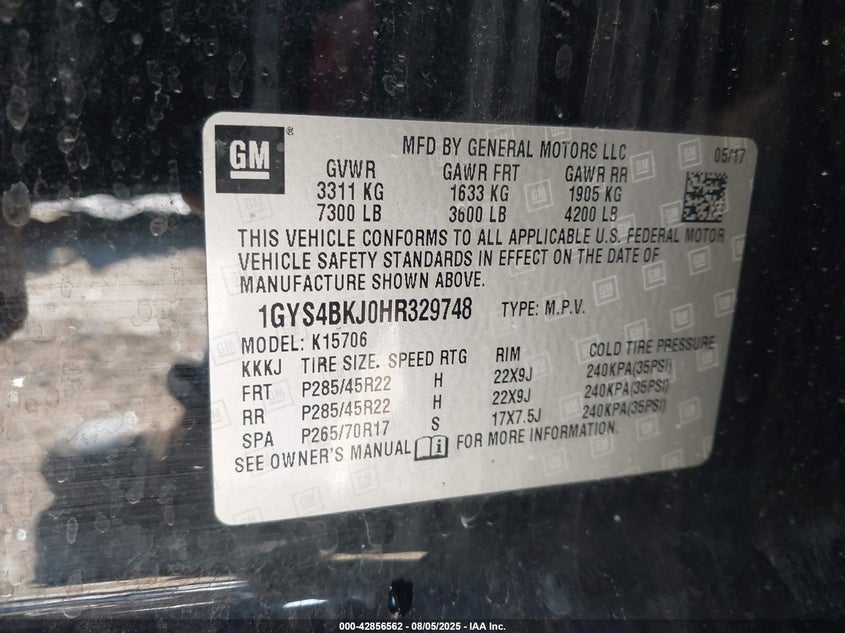 GM ®
MFD BY GENERAL MOTORS LLC 05/17
GVWR GAWR FRT GAWR RR
3311 KG 1633 KG 1905 KG
7300 LB 3600 LB 4200 LB
THIS VEHICLE CONFORMS TO ALL APPLICABLE U.S. FEDERAL MOTOR
VEHICLE SAFETY STANDARDS IN EFFECT ON THE DATE OF
MANUFACTURE SHOWN ABOVE.
1GYS4BKJ0HR329748 TYPE: M.P.V.
MODEL: K15706
KKKJ TIRE SIZE. SPEED RTG RIM COLD TIRE PRESSURE
FRT P285/45R22 H 22X9J 240KPA(35PSI)
RR P285/45R22 H 22X9J 240KPA(35PSI)
SPA P265/70R17 S 17X7.5J 240KPA(35PSI)
SEE OWNER'S MANUAL FOR MORE INFORMATION.
000-42856562 - 08/05/2025 - IAA Inc.